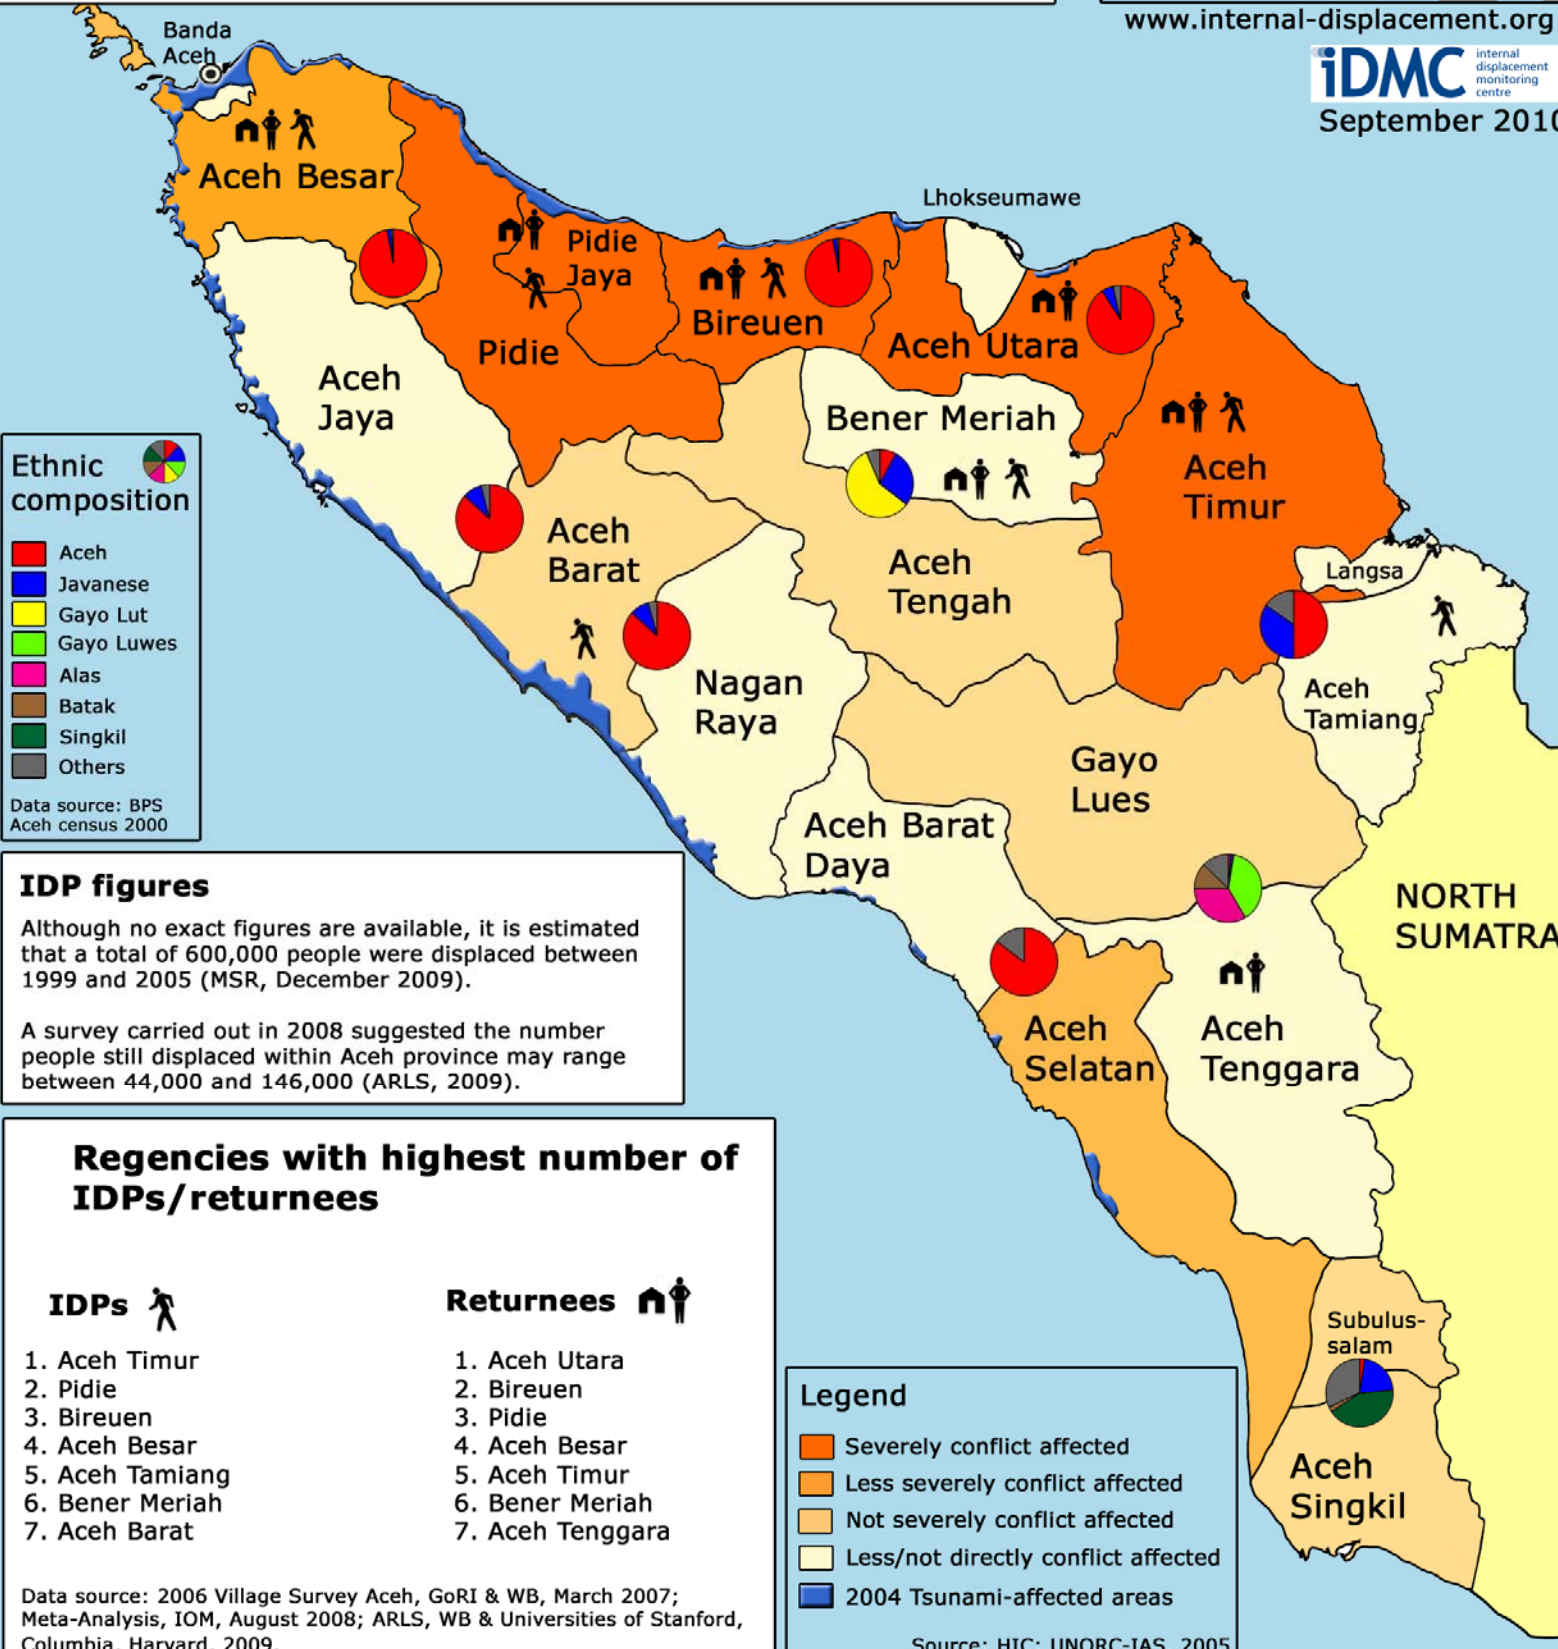 www.internal-displacement.org
iDMC
internal
displacement
monitoring
centre
September 2010
Banda
Aceh
Aceh Besar
Lhokseumawe
Pidie
Jaya
Bireuen
Aceh Utara
Pidie
Aceh
Jaya
Bener Meriah
Aceh
Timur
Aceh
Barat
Aceh
Tengah
Langsa
Nagan
Raya
Aceh
Tamiang
Gayo
Lues
Aceh Barat
Daya
NORTH
SUMATRA
Aceh
Selatan
Aceh
Tenggara
Subulus-
salam
Aceh
Singkil
Ethnic
composition
Aceh
Javanese
Gayo Lut
Gayo Luwes
Alas
Batak
Singkil
Others
Data source: BPS
Aceh census 2000
IDP figures
Although no exact figures are available, it is estimated
that a total of 600,000 people were displaced between
1999 and 2005 (MSR, December 2009).
A survey carried out in 2008 suggested the number
people still displaced within Aceh province may range
between 44,000 and 146,000 (ARLS, 2009).
Regencies with highest number of
IDPs/returnees
IDPs
1. Aceh Timur
2. Pidie
3. Bireuen
4. Aceh Besar
5. Aceh Tamiang
6. Bener Meriah
7. Aceh Barat
Returnees
1. Aceh Utara
2. Bireuen
3. Pidie
4. Aceh Besar
5. Aceh Timur
6. Bener Meriah
7. Aceh Tenggara
Data source: 2006 Village Survey Aceh, GoRI & WB, March 2007;
Meta-Analysis, IOM, August 2008; ARLS, WB & Universities of Stanford,
Columbia, Harvard, 2009.
Legend
Severely conflict affected
Less severely conflict affected
Not severely conflict affected
Less/not directly conflict affected
2004 Tsunami-affected areas
Source: HIC; UNORC-IAS, 2005